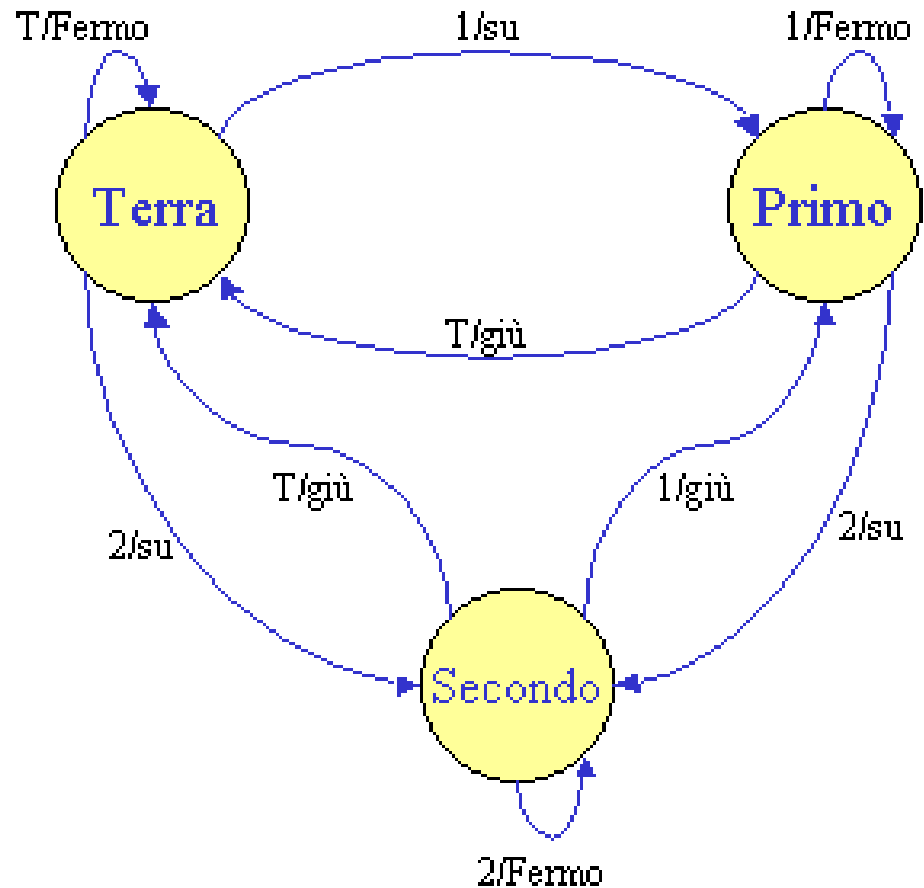 T/Fermo
1/su
1/Fermo
Terra
Primo
T/giù
T/giù
1/giù
2/su
2/su
Secondo
2/Fermo